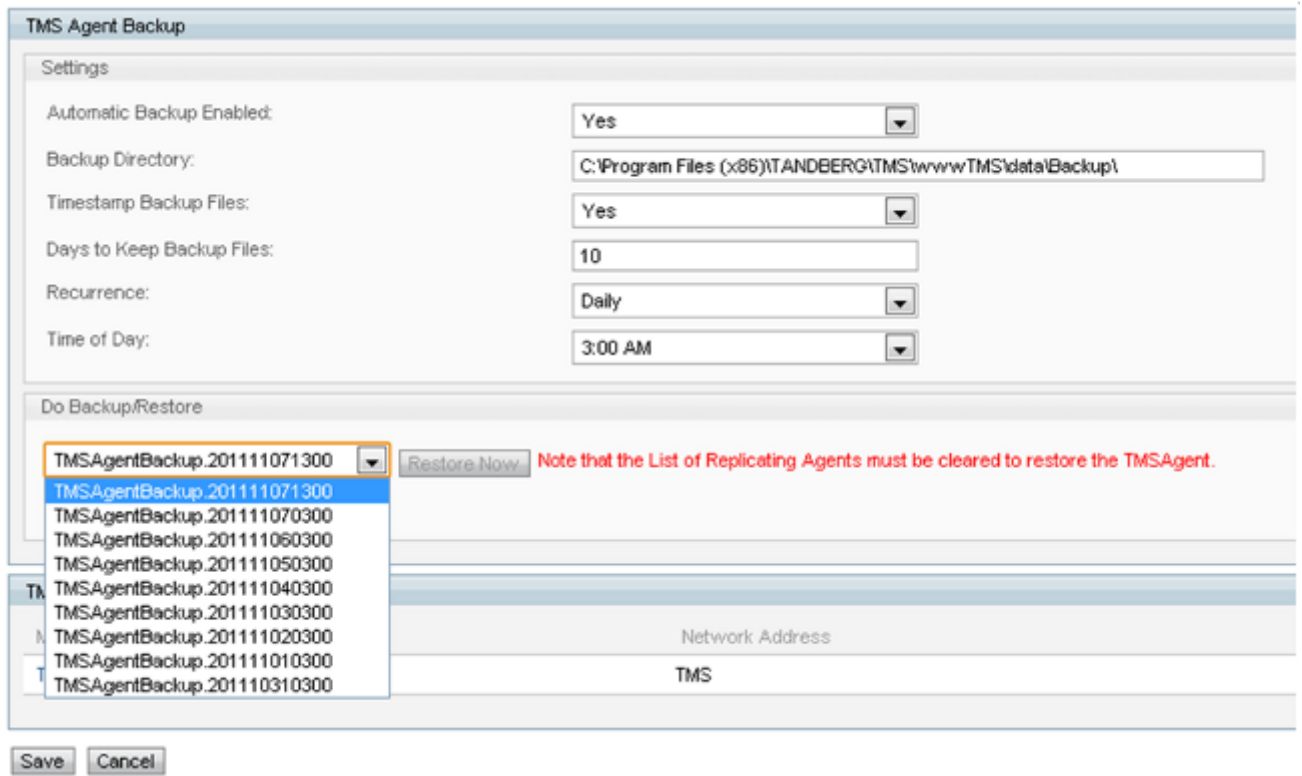 TMS Agent Backup
Settings
Automatic Backup Enabled: Yes
Backup Directory: C:\Program Files (x86)\TANDBERG\TMS\wwwTMS\data\Backup\
Timestamp Backup Files: Yes
Days to Keep Backup Files: 10
Recurrence: Daily
Time of Day: 3:00 AM
Do Backup/Restore
TMSAgentBackup.201111071300 Restore Now Note that the List of Replicating Agents must be cleared to restore the TMSAgent.
TMSAgentBackup.201111071300
TMSAgentBackup.201111070300
TMSAgentBackup.201111060300
TMSAgentBackup.201111050300
TMSAgentBackup.201111040300
TMSAgentBackup.201111030300
TMSAgentBackup.201111020300
Network Address
TMSAgentBackup.201111010300
TMS
TMSAgentBackup.201110310300
Save Cancel